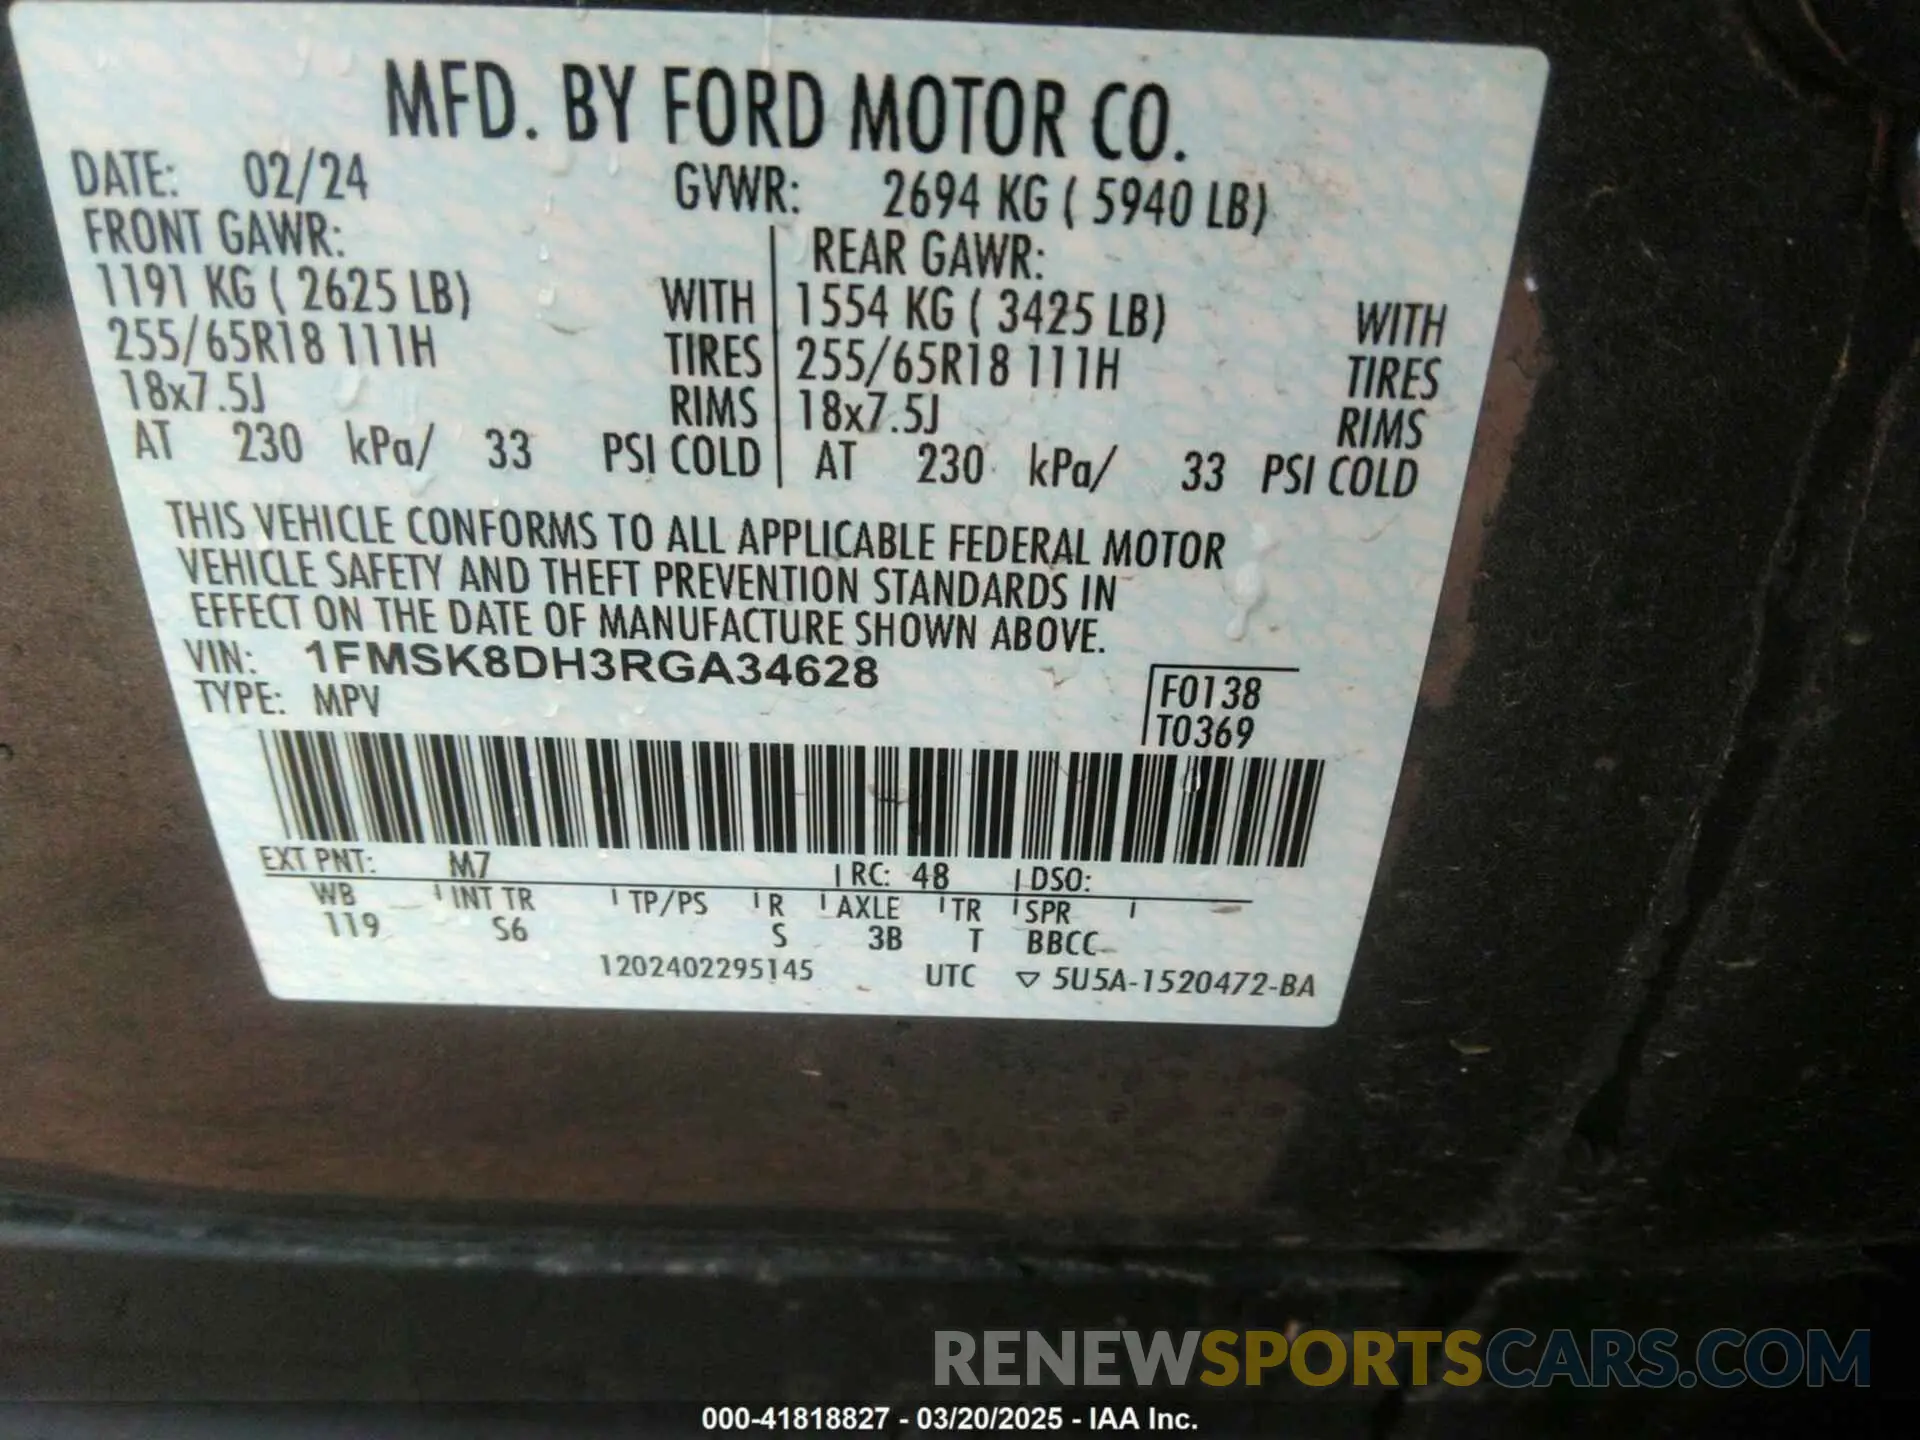 MFD. BY FORD MOTOR CO.
DATE: 02/24 GVWR: 2694 KG ( 5940 LB)
FRONT GAWR: REAR GAWR:
1191 KG ( 2625 LB) WITH 1554 KG ( 3425 LB) WITH
255/65R18 111H TIRES 255/65R18 111H TIRES
18x7.5J RIMS 18x7.5J RIMS
AT 230 kPa/ 33 PSI COLD AT 230 kPa/ 33 PSI COLD
THIS VEHICLE CONFORMS TO ALL APPLICABLE FEDERAL MOTOR
VEHICLE SAFETY AND THEFT PREVENTION STANDARDS IN
EFFECT ON THE DATE OF MANUFACTURE SHOWN ABOVE.
VIN: 1FMSK8DH3RGA34628
TYPE: MPV
F0138
T0369
EXT PNT: M7 RC: 48 DSO:
WB INT TR TP/PS R AXLE TR SPR
119 S6 S 3B T BBCC
1202402295145 UTC ▽ 5U5A-1520472-BA
RENEWSPORTSCARS.COM
000-41818827 - 03/20/2025 - IAA Inc.